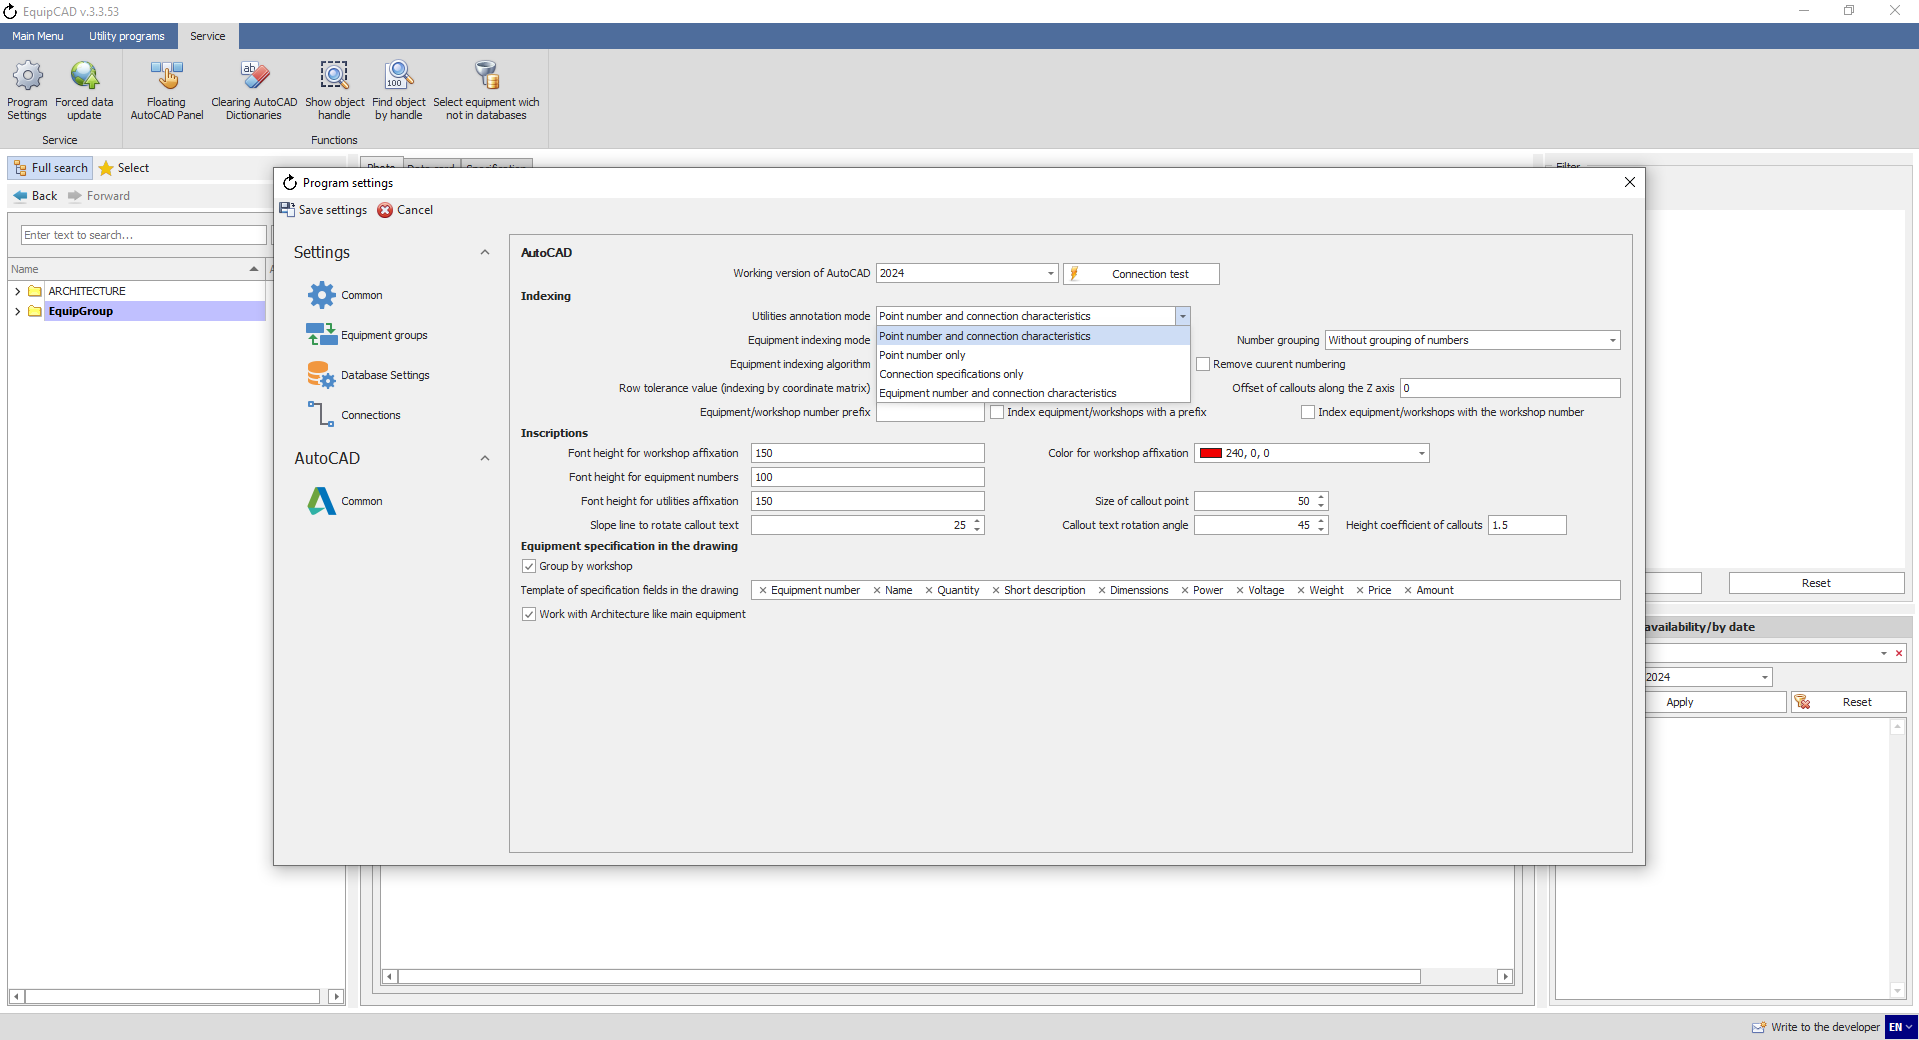 EquipCAD v.3.3.53
Main Menu Utility programs Service
Program Settings
Forced data update
Floating AutoCAD Panel
Clearing AutoCAD Dictionaries
Show object handle
Find object by handle
Select equipment wich not in databases
Service Functions
Full search Select
Back Forward
Enter text to search...
Name
ARCHITECTURE
EquipGroup
Program settings
Save settings Cancel
Settings
Common
Equipment groups
Database Settings
Connections
AutoCAD
Common
AutoCAD
Working version of AutoCAD 2024 Connection test
Indexing
Utilities annotation mode Point number and connection characteristics
Point number and connection characteristics
Point number only
Connection specifications only
Equipment number and connection characteristics
Equipment indexing mode Number grouping Without grouping of numbers
Equipment indexing algorithm Remove cuurent numbering
Row tolerance value (indexing by coordinate matrix) Offset of callouts along the Z axis 0
Equipment/workshop number prefix Index equipment/workshops with a prefix Index equipment/workshops with the workshop number
Inscriptions
Font height for workshop affixation 150 Color for workshop affixation 240, 0, 0
Font height for equipment numbers 100
Font height for utilities affixation 150 Size of callout point 50
Slope line to rotate callout text 25 Callout text rotation angle 45 Height coefficient of callouts 1.5
Equipment specification in the drawing
Group by workshop
Template of specification fields in the drawing × Equipment number × Name × Quantity × Short description × Dimenssions × Power × Voltage × Weight × Price × Amount
Work with Architecture like main equipment
Reset
availability/by date
2024
Apply Reset
Write to the developer EN